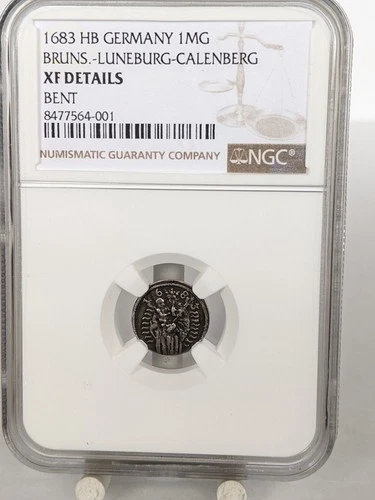 1683 HB GERMANY 1MG
BRUNS.-LUNEBURG-CALENBERG
XF DETAILS
BENT
8477564-001
NUMISMATIC GUARANTY COMPANY
NGC®